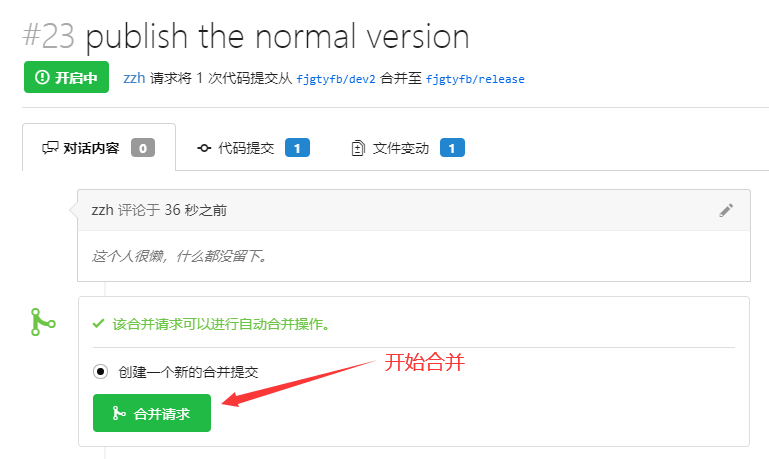 #23 publish the normal version
开启中 zzh 请求将 1 次代码提交从 fjgtyfb/dev2 合并至 fjgtyfb/release
对话内容 0 代码提交 1 文件变动 1
zzh 评论于 36 秒之前
这个人很懒，什么都没留下。
该合并请求可以进行自动合并操作。
创建一个新的合并提交
开始合并
合并请求